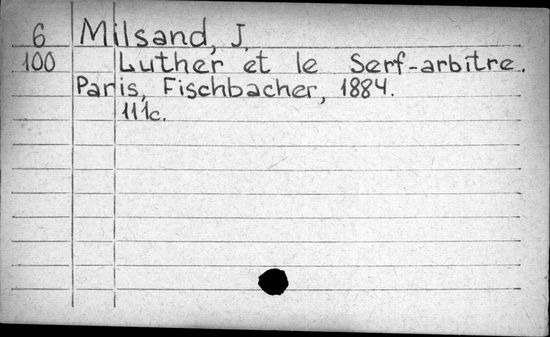 6 Milsand, J.
100 Luther et le Serf-arbitre.
Paris, Fischbacher, 1884.
111c.